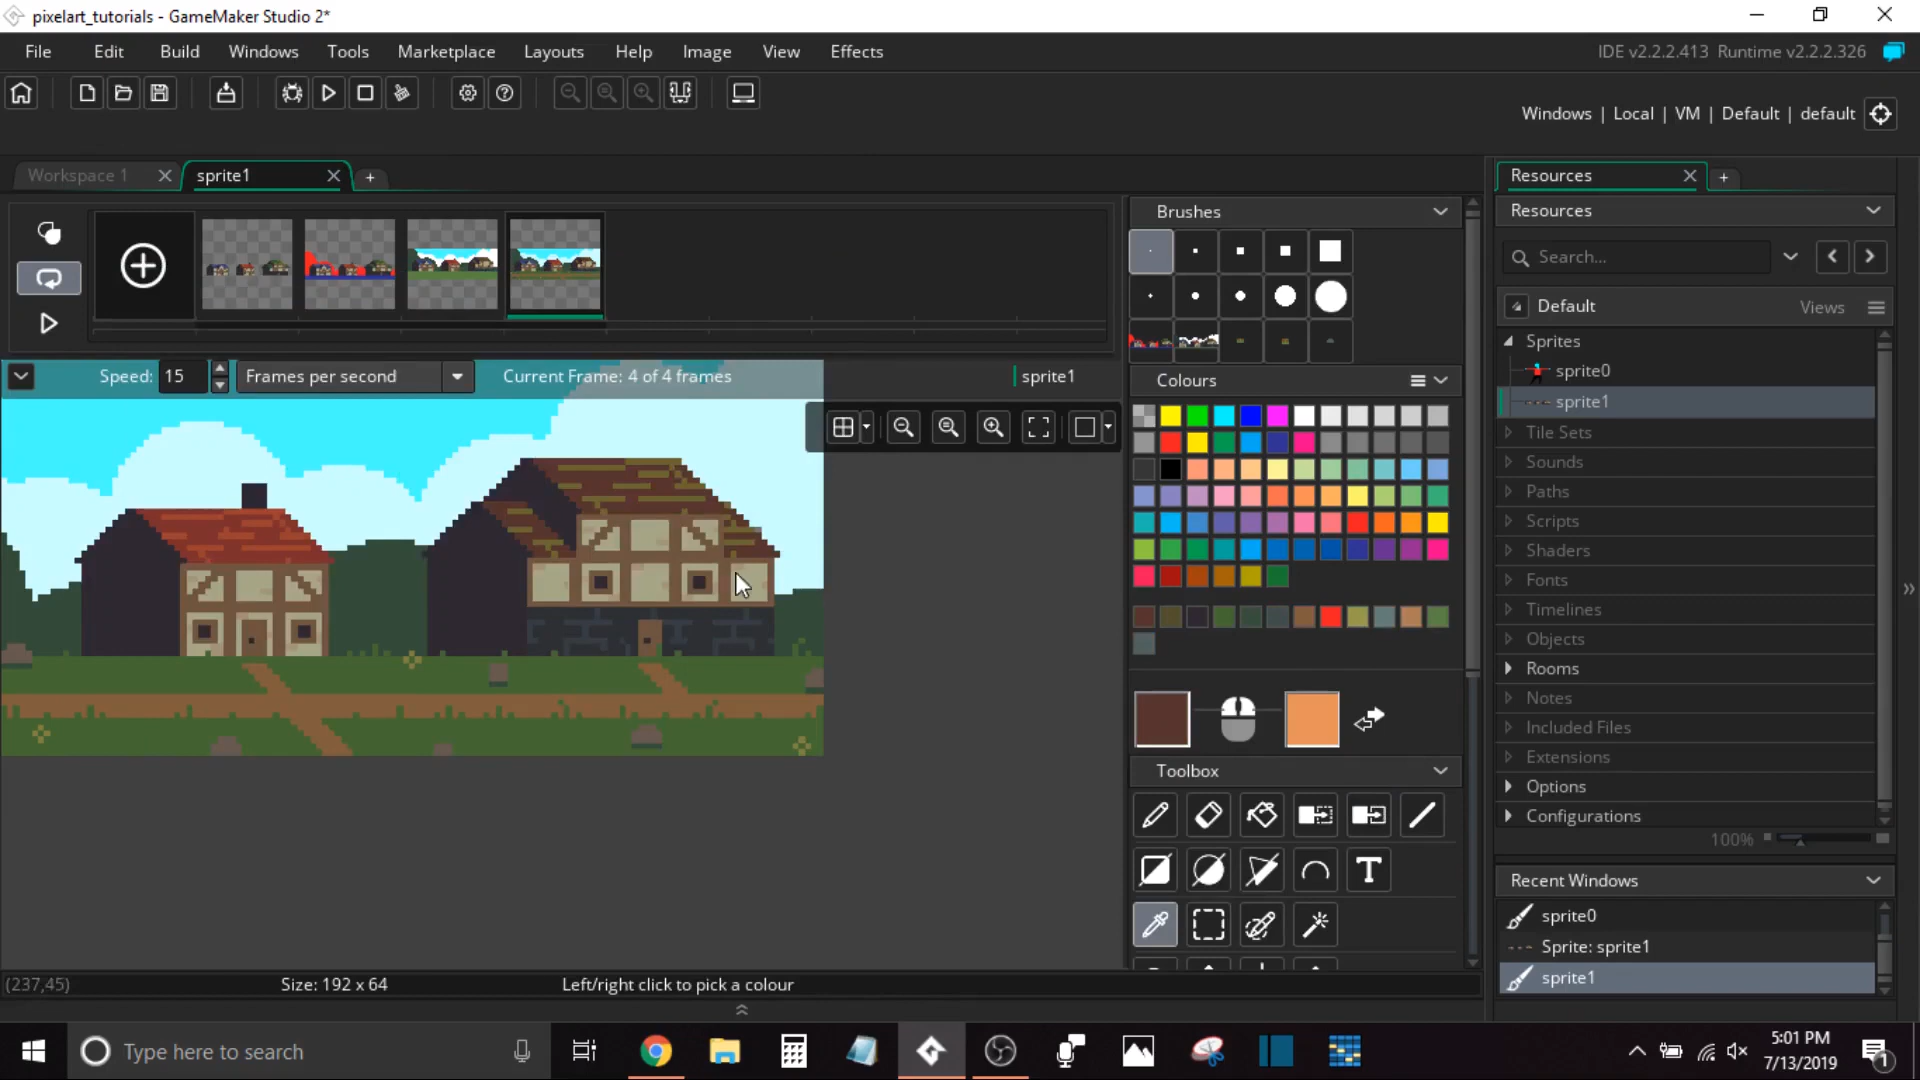 pixelart_tutorials - GameMaker Studio 2*
File Edit Build Windows Tools Marketplace Layouts Help Image View Effects
IDE v2.2.2.413 Runtime v2.2.2.326
Windows | Local | VM | Default | default
Workspace 1
sprite1
Resources
Brushes
Resources
Search...
Default
Views
Speed: 15 Frames per second Current Frame: 4 of 4 frames sprite1
Colours
Sprites
sprite0
sprite1
Tile Sets
Sounds
Paths
Scripts
Shaders
Fonts
Timelines
Objects
Rooms
Notes
Included Files
Extensions
Options
Configurations
100%
Toolbox
T
Recent Windows
sprite0
Sprite: sprite1
sprite1
(237,45) Size: 192 x 64 Left/right click to pick a colour
Type here to search
5:01 PM
7/13/2019
1